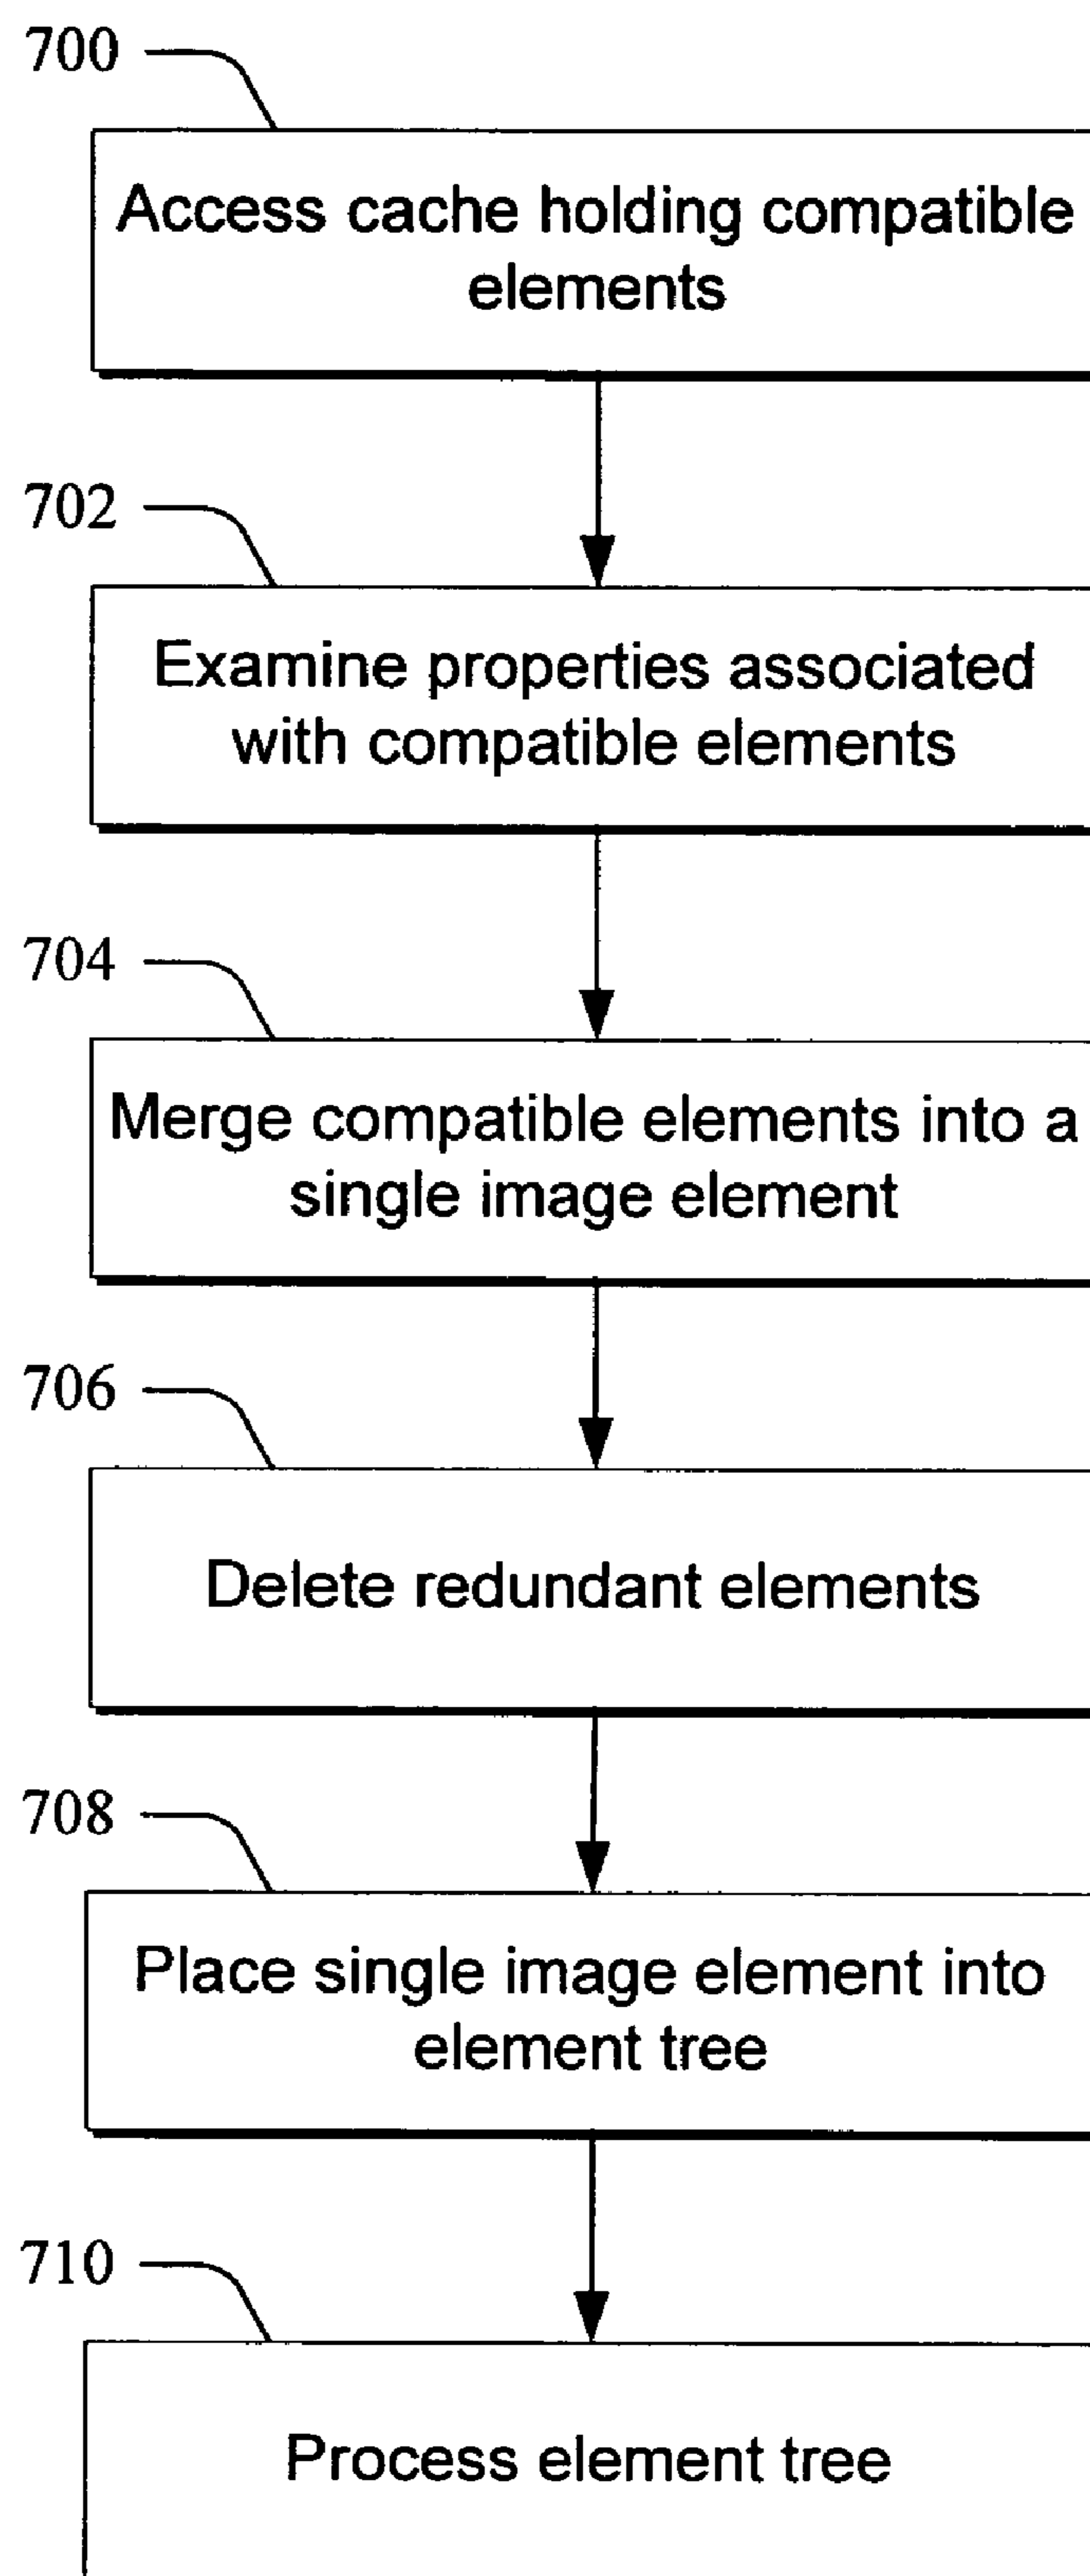 700
Access cache holding compatible
elements
702
Examine properties associated
with compatible elements
704
Merge compatible elements into a
single image element
706
Delete redundant elements
708
Place single image element into
element tree
710
Process element tree